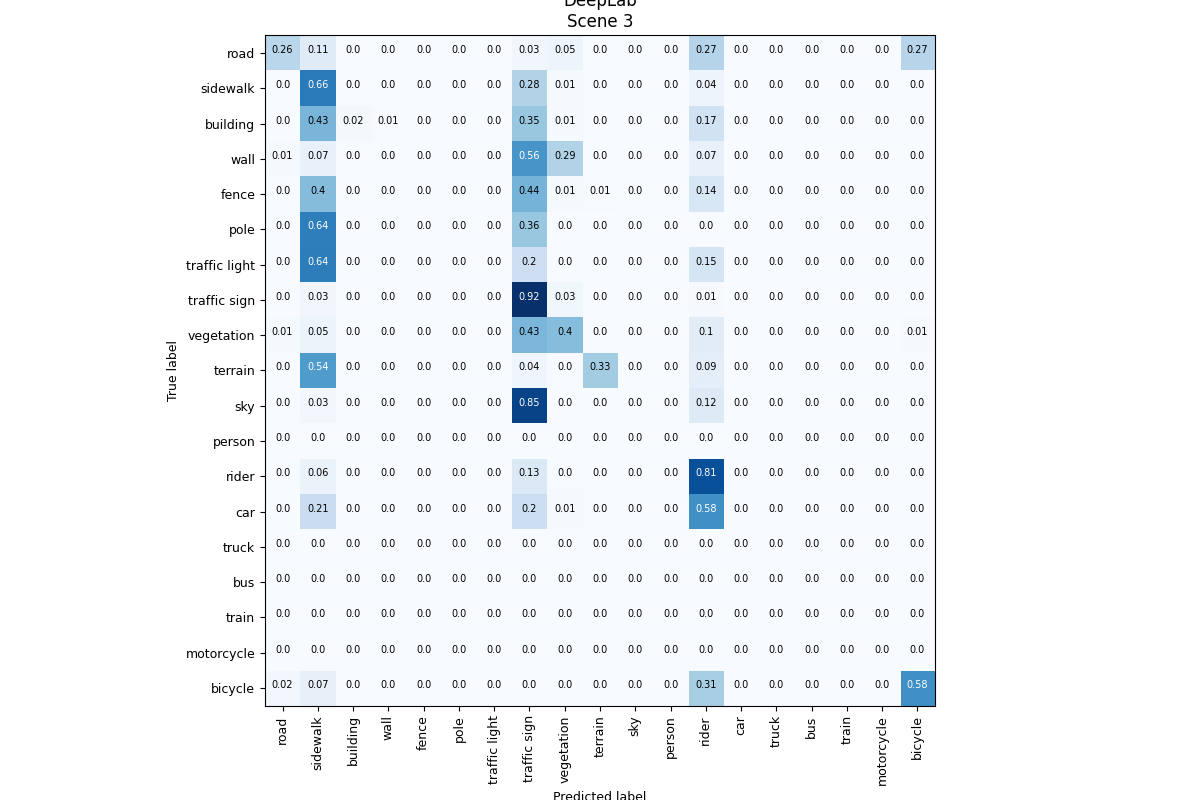 DeepLab
Scene 3
road 0.26 0.11 0.0 0.0 0.0 0.0 0.0 0.03 0.05 0.0 0.0 0.0 0.27 0.0 0.0 0.0 0.0 0.0 0.27
sidewalk 0.0 0.66 0.0 0.0 0.0 0.0 0.0 0.28 0.01 0.0 0.0 0.0 0.04 0.0 0.0 0.0 0.0 0.0 0.0
building 0.0 0.43 0.02 0.01 0.0 0.0 0.0 0.35 0.01 0.0 0.0 0.0 0.17 0.0 0.0 0.0 0.0 0.0 0.0
wall 0.01 0.07 0.0 0.0 0.0 0.0 0.0 0.56 0.29 0.0 0.0 0.0 0.07 0.0 0.0 0.0 0.0 0.0 0.0
fence 0.0 0.4 0.0 0.0 0.0 0.0 0.0 0.44 0.01 0.01 0.0 0.0 0.14 0.0 0.0 0.0 0.0 0.0 0.0
pole 0.0 0.64 0.0 0.0 0.0 0.0 0.0 0.36 0.0 0.0 0.0 0.0 0.0 0.0 0.0 0.0 0.0 0.0 0.0
traffic light 0.0 0.64 0.0 0.0 0.0 0.0 0.0 0.2 0.0 0.0 0.0 0.0 0.15 0.0 0.0 0.0 0.0 0.0 0.0
traffic sign 0.0 0.03 0.0 0.0 0.0 0.0 0.0 0.92 0.03 0.0 0.0 0.0 0.01 0.0 0.0 0.0 0.0 0.0 0.0
vegetation 0.01 0.05 0.0 0.0 0.0 0.0 0.0 0.43 0.4 0.0 0.0 0.0 0.1 0.0 0.0 0.0 0.0 0.0 0.01
terrain 0.0 0.54 0.0 0.0 0.0 0.0 0.0 0.04 0.0 0.33 0.0 0.0 0.09 0.0 0.0 0.0 0.0 0.0 0.0
sky 0.0 0.03 0.0 0.0 0.0 0.0 0.0 0.85 0.0 0.0 0.0 0.0 0.12 0.0 0.0 0.0 0.0 0.0 0.0
person 0.0 0.0 0.0 0.0 0.0 0.0 0.0 0.0 0.0 0.0 0.0 0.0 0.0 0.0 0.0 0.0 0.0 0.0 0.0
rider 0.0 0.06 0.0 0.0 0.0 0.0 0.0 0.13 0.0 0.0 0.0 0.0 0.81 0.0 0.0 0.0 0.0 0.0 0.0
car 0.0 0.21 0.0 0.0 0.0 0.0 0.0 0.2 0.01 0.0 0.0 0.0 0.58 0.0 0.0 0.0 0.0 0.0 0.0
truck 0.0 0.0 0.0 0.0 0.0 0.0 0.0 0.0 0.0 0.0 0.0 0.0 0.0 0.0 0.0 0.0 0.0 0.0 0.0
bus 0.0 0.0 0.0 0.0 0.0 0.0 0.0 0.0 0.0 0.0 0.0 0.0 0.0 0.0 0.0 0.0 0.0 0.0 0.0
train 0.0 0.0 0.0 0.0 0.0 0.0 0.0 0.0 0.0 0.0 0.0 0.0 0.0 0.0 0.0 0.0 0.0 0.0 0.0
motorcycle 0.0 0.0 0.0 0.0 0.0 0.0 0.0 0.0 0.0 0.0 0.0 0.0 0.0 0.0 0.0 0.0 0.0 0.0 0.0
bicycle 0.02 0.07 0.0 0.0 0.0 0.0 0.0 0.0 0.0 0.0 0.0 0.0 0.31 0.0 0.0 0.0 0.0 0.0 0.58
True label
road sidewalk building wall fence pole traffic light traffic sign vegetation terrain sky person rider car truck bus train motorcycle bicycle
Predicted label